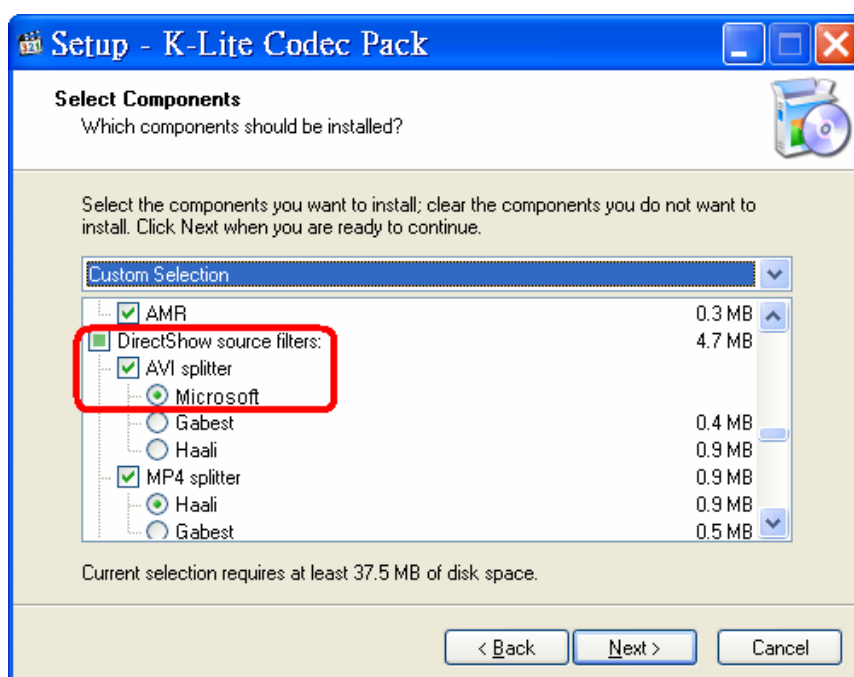 Setup - K-Lite Codec Pack
Select Components
Which components should be installed?
Select the components you want to install; clear the components you do not want to
install. Click Next when you are ready to continue.
Custom Selection
AMR 0.3 MB
DirectShow source filters: 4.7 MB
AVI splitter
Microsoft
Gabest 0.4 MB
Haali 0.9 MB
MP4 splitter 0.9 MB
Haali 0.9 MB
Gabest 0.5 MB
Current selection requires at least 37.5 MB of disk space.
< Back Next > Cancel